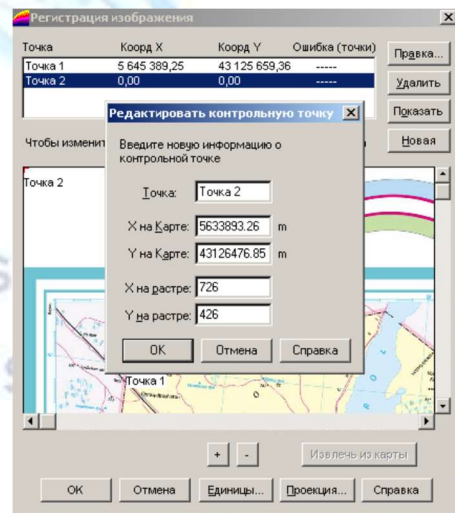 Регистрация изображения
Точка Коорд X Коорд Y Ошибка (точки)
Точка 1 5 645 389,25 43 125 659,36 -----
Точка 2 0,00 0,00 -----
Правка...
Удалить
Показать
Новая
Чтобы изменит
Редактировать контрольную точку
Введите новую информацию о
контрольной точке
Точка: Точка 2
X на Карте: 5633893.26 m
Y на Карте: 43126476.85 m
X на растре: 726
Y на растре: 426
OK Отмена Справка
Точка 2
Точка 1
+ - Извлечь из карты
OK Отмена Единицы... Проекция... Справка